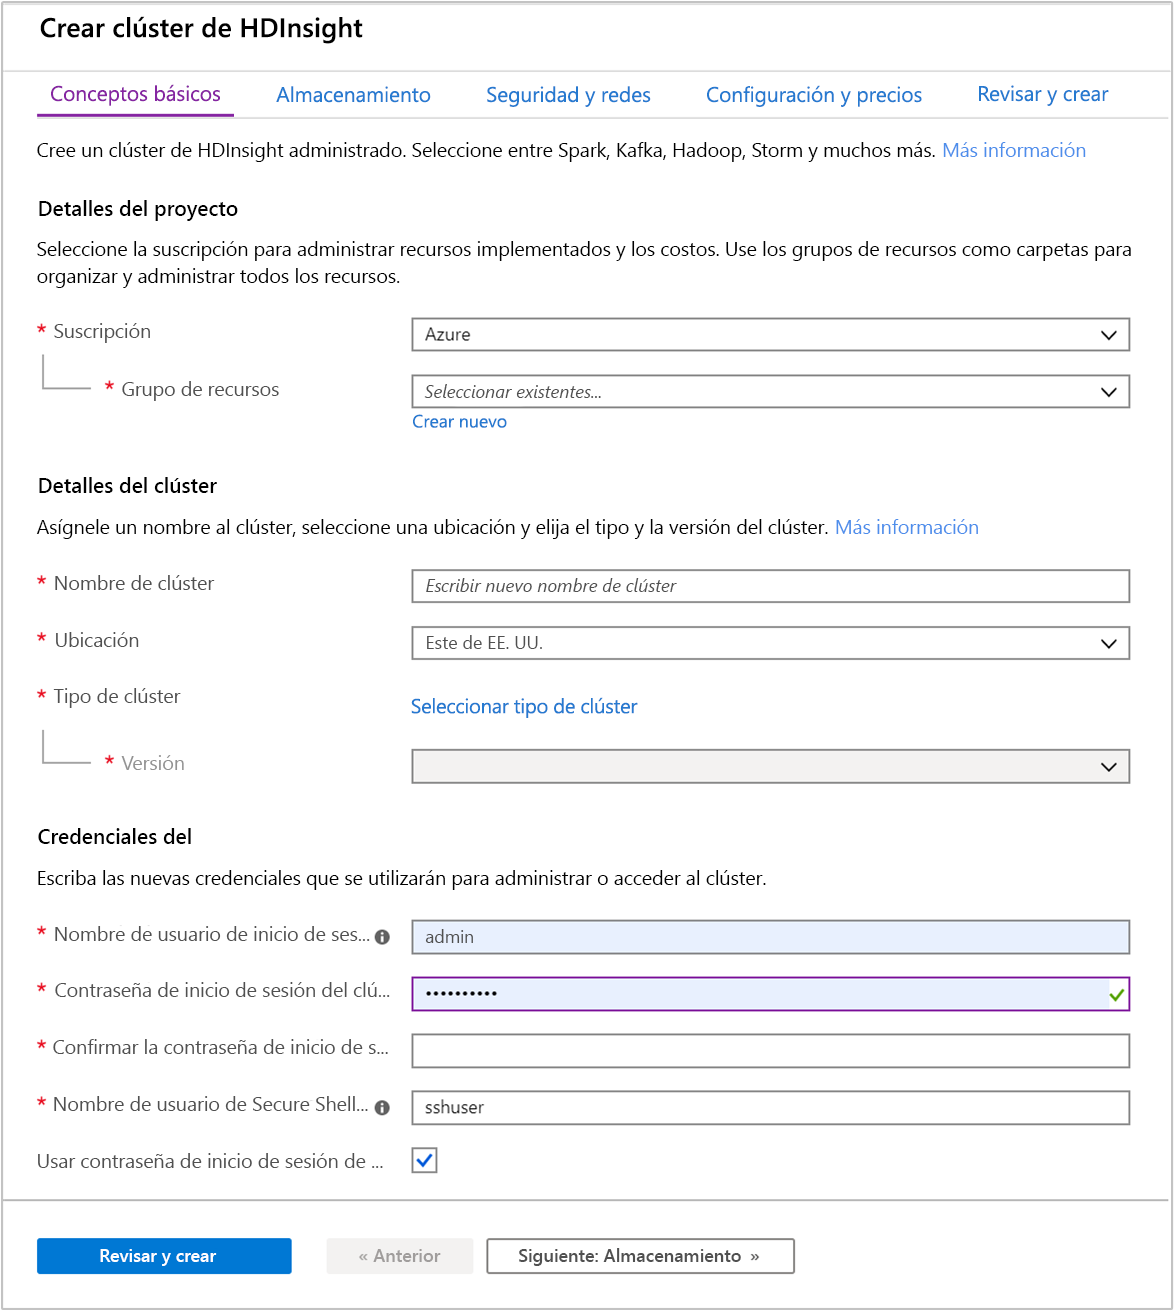 Crear clúster de HDInsight
Conceptos básicos Almacenamiento Seguridad y redes Configuración y precios Revisar y crear
Cree un clúster de HDInsight administrado. Seleccione entre Spark, Kafka, Hadoop, Storm y muchos más. Más información
Detalles del proyecto
Seleccione la suscripción para administrar recursos implementados y los costos. Use los grupos de recursos como carpetas para
organizar y administrar todos los recursos.
* Suscripción Azure
* Grupo de recursos Seleccionar existentes...
Crear nuevo
Detalles del clúster
Asígnele un nombre al clúster, seleccione una ubicación y elija el tipo y la versión del clúster. Más información
* Nombre de clúster Escribir nuevo nombre de clúster
* Ubicación Este de EE. UU.
* Tipo de clúster Seleccionar tipo de clúster
* Versión
Credenciales del
Escriba las nuevas credenciales que se utilizarán para administrar o acceder al clúster.
* Nombre de usuario de inicio de ses... admin
* Contraseña de inicio de sesión del clú... ••••••••••
* Confirmar la contraseña de inicio de s...
* Nombre de usuario de Secure Shell... sshuser
Usar contraseña de inicio de sesión de ...
Revisar y crear « Anterior Siguiente: Almacenamiento »